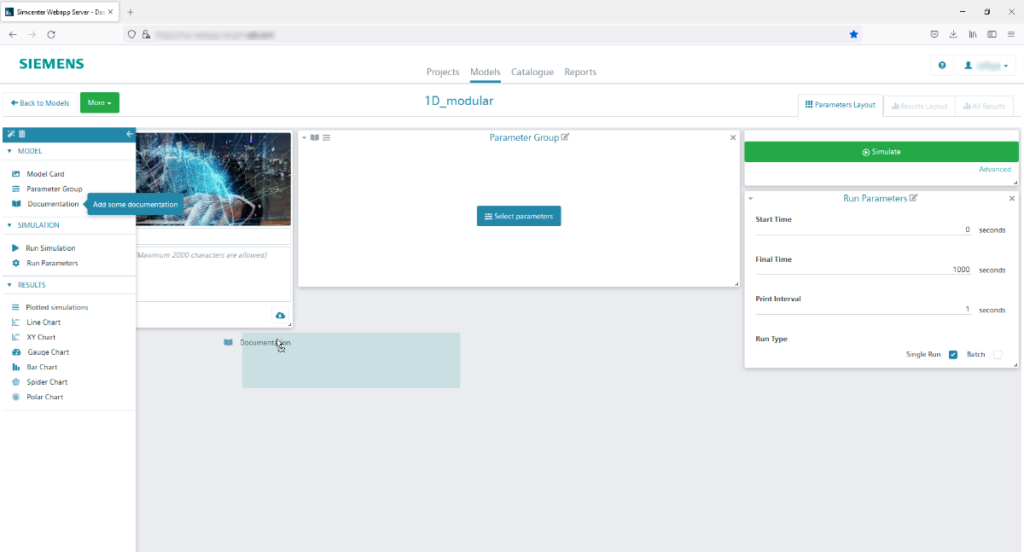 Simcenter Webapp Server - Das
SIEMENS
Projects Models Catalogue Reports
Back to Models
More
1D_modular
Parameters Layout
Results Layout
All Results
MODEL
Model Card
Parameter Group
Documentation
Add some documentation
SIMULATION
Run Simulation
Run Parameters
RESULTS
Plotted simulations
Line Chart
XY Chart
Gauge Chart
Bar Chart
Spider Chart
Polar Chart
(Maximum 2000 characters are allowed)
Documentation
Parameter Group
Select parameters
Simulate
Advanced
Run Parameters
Start Time
0 seconds
Final Time
1000 seconds
Print Interval
1 seconds
Run Type
Single Run Batch